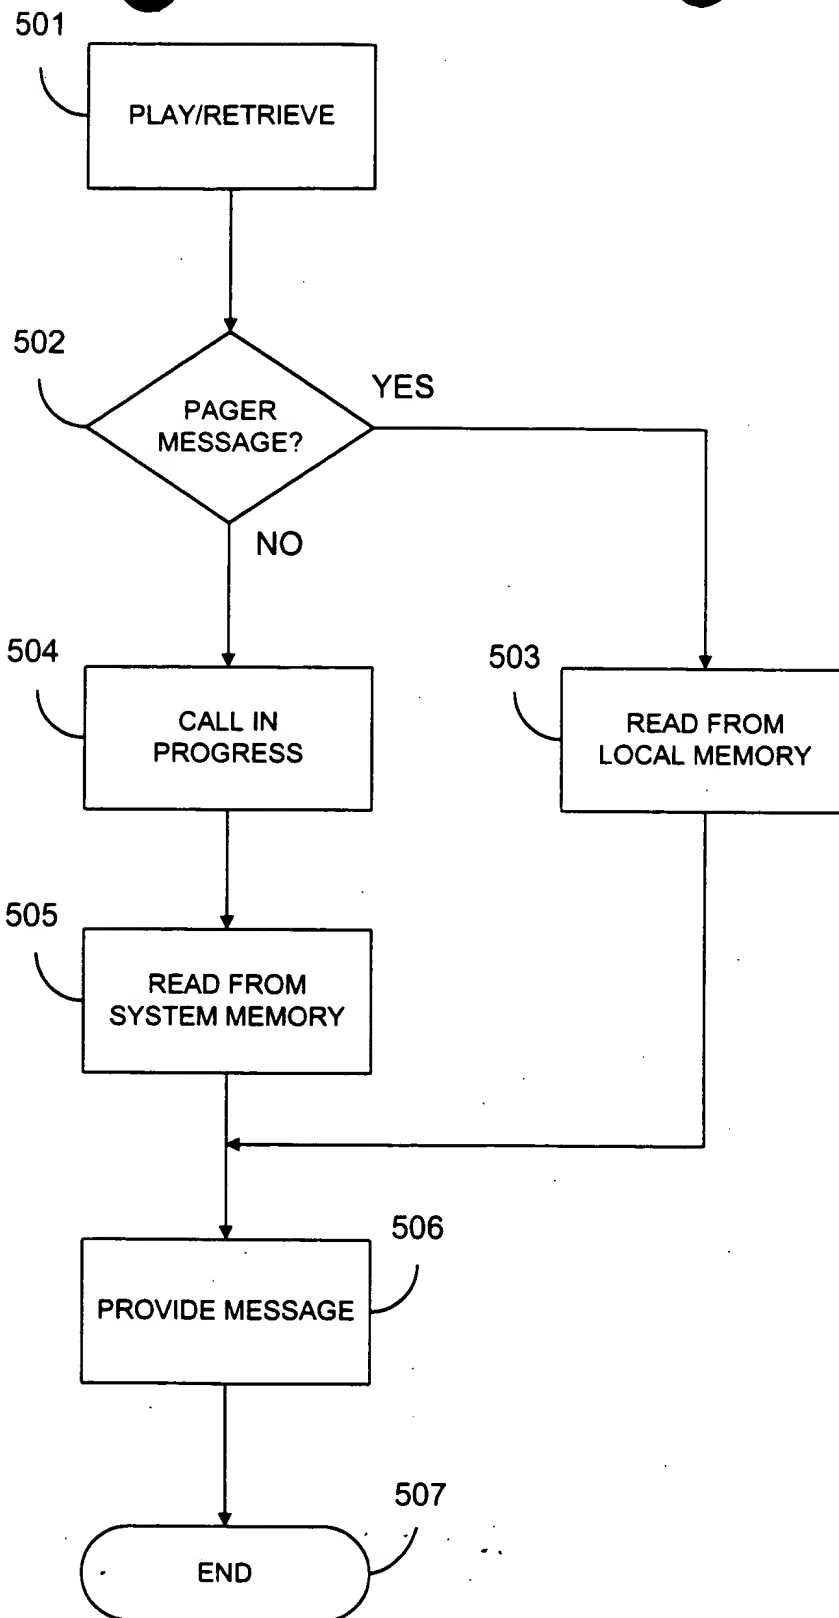 501
PLAY/RETRIEVE
502
PAGER
MESSAGE?
YES
NO
504
CALL IN
PROGRESS
503
READ FROM
LOCAL MEMORY
505
READ FROM
SYSTEM MEMORY
506
PROVIDE MESSAGE
507
END